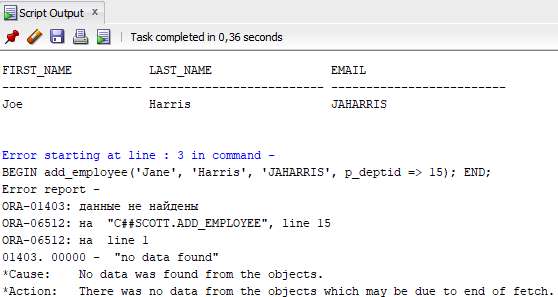 Script Output x
Task completed in 0,36 seconds
FIRST_NAME LAST_NAME EMAIL
-------------------- ------------------------- -------------------------
Joe Harris JAHARRIS
Error starting at line : 3 in command -
BEGIN add_employee('Jane', 'Harris', 'JAHARRIS', p_deptid => 15); END;
Error report -
ORA-01403: данные не найдены
ORA-06512: на "C##SCOTT.ADD_EMPLOYEE", line 15
ORA-06512: на line 1
01403. 00000 - "no data found"
*Cause: No data was found from the objects.
*Action: There was no data from the objects which may be due to end of fetch.